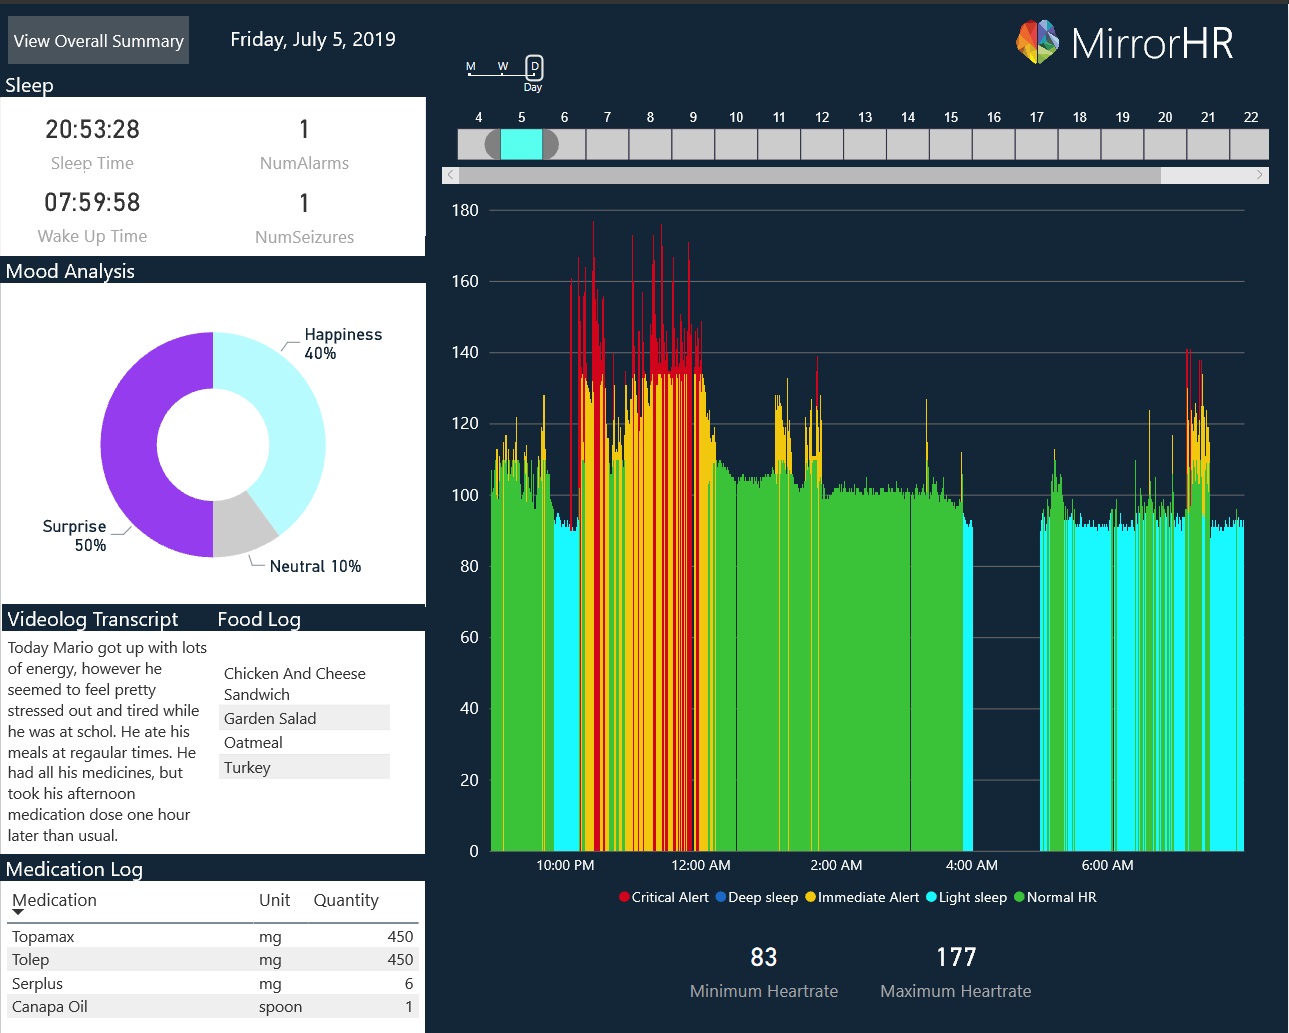 View Overall Summary
Friday, July 5, 2019
MirrorHR
Sleep
20:53:28
Sleep Time
1
NumAlarms
07:59:58
Wake Up Time
1
NumSeizures
Mood Analysis
Happiness
40%
Surprise
50%
Neutral 10%
Videolog Transcript
Today Mario got up with lots
of energy, however he
seemed to feel pretty
stressed out and tired while
he was at schol. He ate his
meals at regaular times. He
had all his medicines, but
took his afternoon
medication dose one hour
later than usual.
Food Log
Chicken And Cheese
Sandwich
Garden Salad
Oatmeal
Turkey
Medication Log
Medication Unit Quantity
Topamax mg 450
Tolep mg 450
Serplus mg 6
Canapa Oil spoon 1
M W D
Day
4 5 6 7 8 9 10 11 12 13 14 15 16 17 18 19 20 21 22
180
160
140
120
100
80
60
40
20
0
10:00 PM 12:00 AM 2:00 AM 4:00 AM 6:00 AM
Critical Alert Deep sleep Immediate Alert Light sleep Normal HR
83
Minimum Heartrate
177
Maximum Heartrate